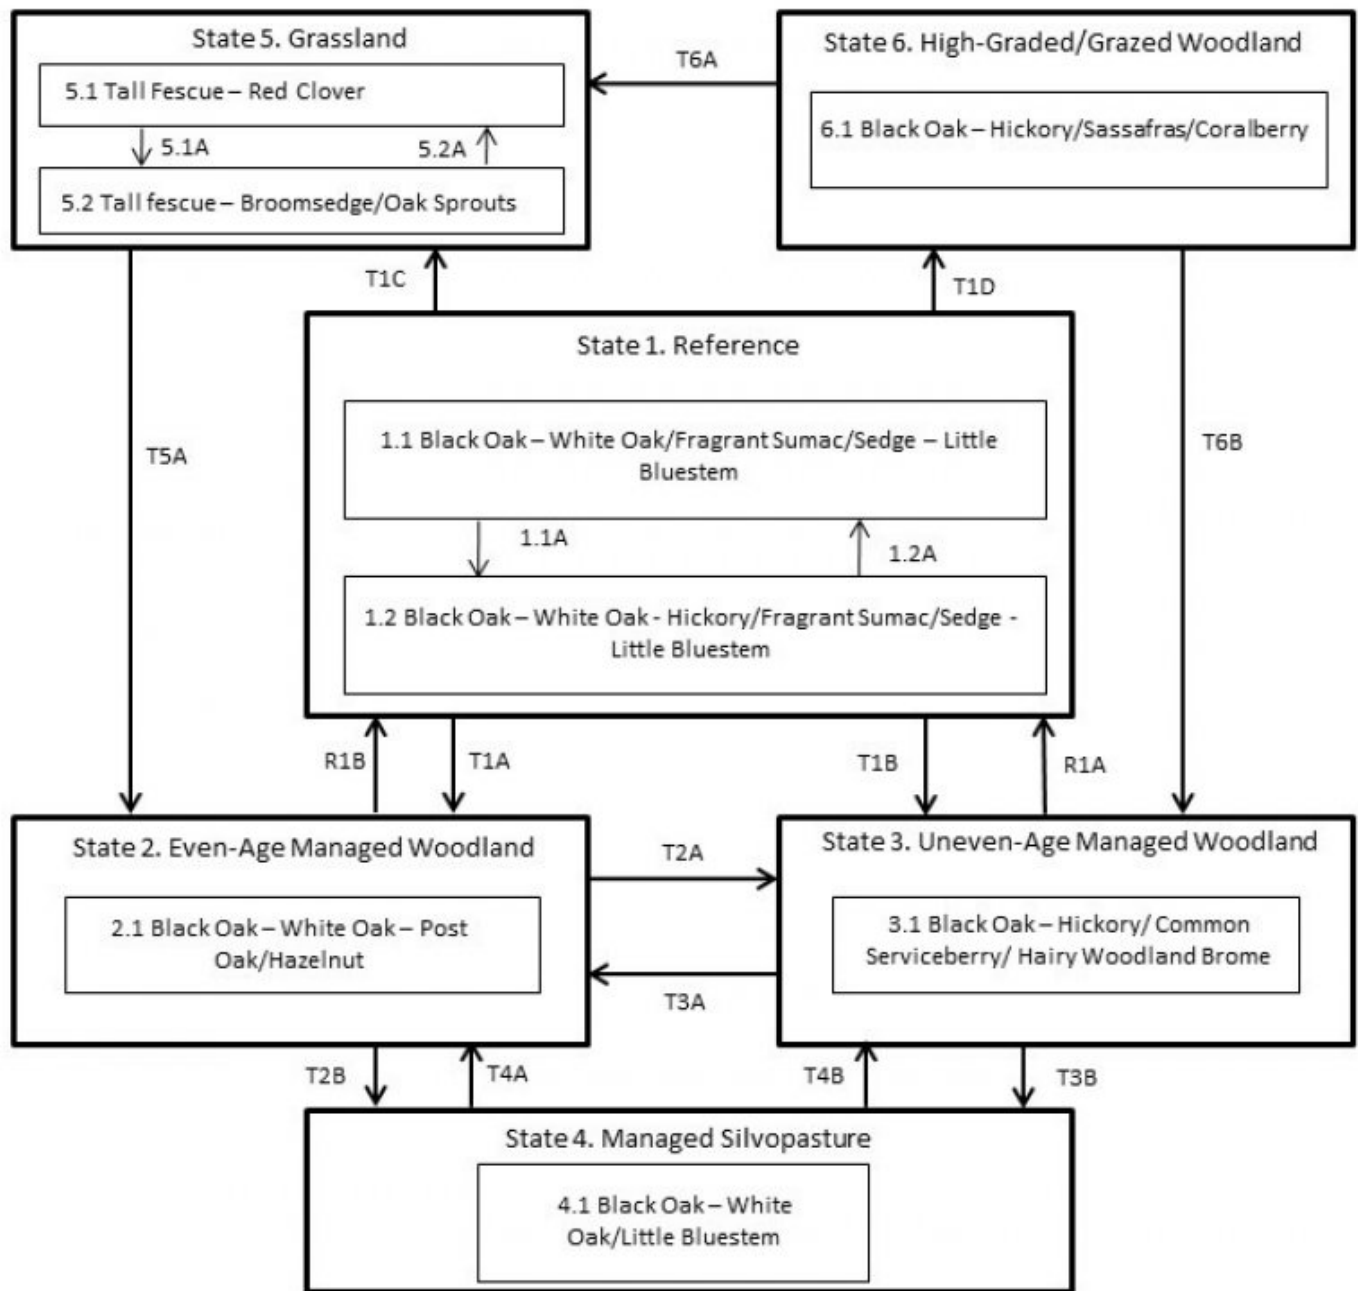 State 5. Grassland
5.1 Tall Fescue – Red Clover
5.1A
5.2A
5.2 Tall fescue – Broomsedge/Oak Sprouts
T6A
State 6. High-Graded/Grazed Woodland
6.1 Black Oak – Hickory/Sassafras/Coralberry
T1C
T1D
State 1. Reference
1.1 Black Oak – White Oak/Fragrant Sumac/Sedge – Little
Bluestem
1.1A
1.2A
1.2 Black Oak – White Oak - Hickory/Fragrant Sumac/Sedge -
Little Bluestem
T5A
T6B
R1B
T1A
T1B
R1A
State 2. Even-Age Managed Woodland
2.1 Black Oak – White Oak – Post
Oak/Hazelnut
T2A
T3A
State 3. Uneven-Age Managed Woodland
3.1 Black Oak – Hickory/ Common
Serviceberry/ Hairy Woodland Brome
T2B
T4A
T4B
T3B
State 4. Managed Silvopasture
4.1 Black Oak – White
Oak/Little Bluestem